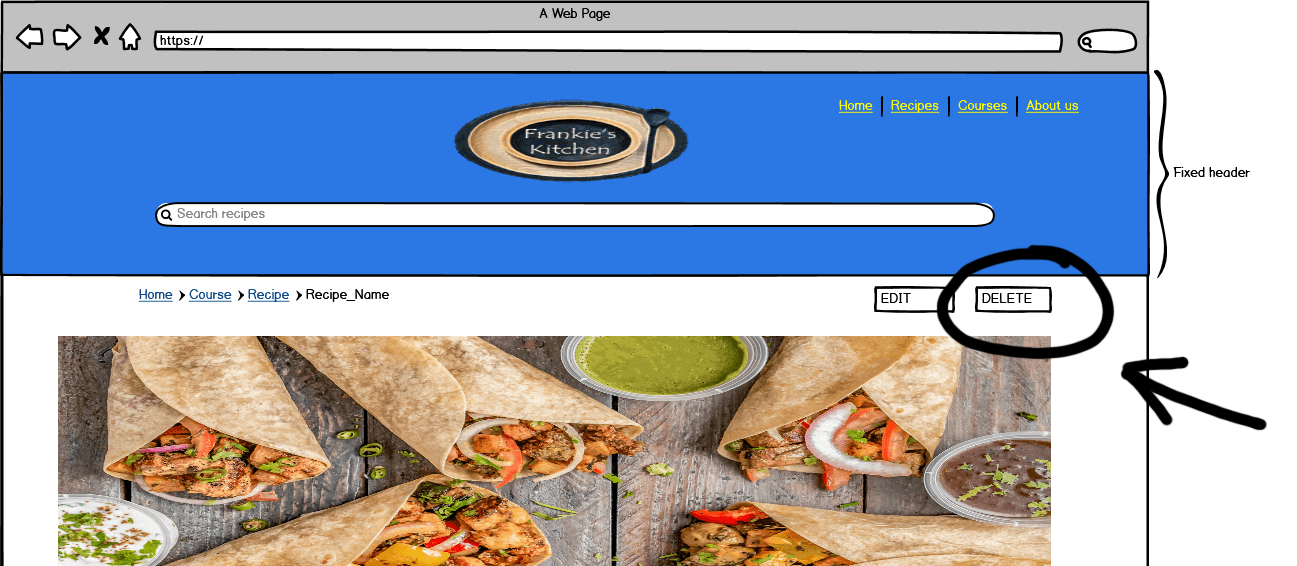 A Web Page
https://
Home Recipes Courses About us
Frankie's
Kitchen
Fixed header
Search recipes
Home Course Recipe Recipe_Name
EDIT DELETE